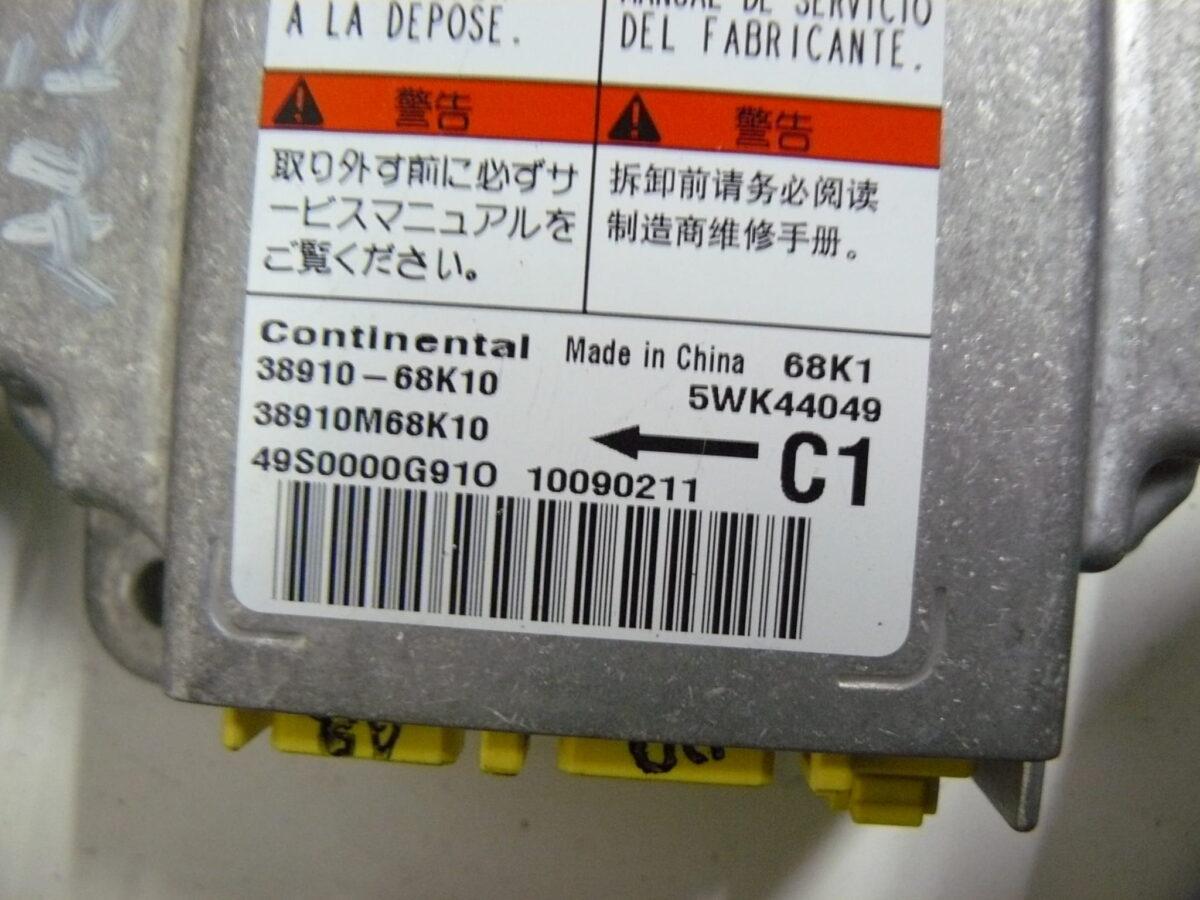 A LA DEPOSE.
MANUAL DE SERVICIO
DEL FABRICANTE.
警告
取り外す前に必ずサ
ービスマニュアルを
ご覧ください。
警告
拆卸前请务必阅读
制造商维修手册。
Continental Made in China 68K1
38910-68K10 5WK44049
38910M68K10
C1
49S0000G910 10090211